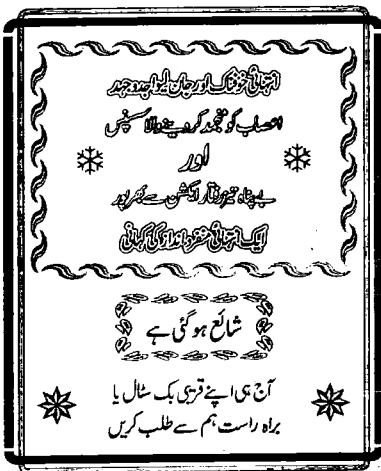 انتہائی خوفناک اور جان لیوا جدوجہد
اعصاب کو منجمد کر دینے والا سسپنس
اور
بے پناہ تیز رفتار ایکشن سے بھرپور
ایک انتہائی منفرد انداز کی کہانی
شائع ہو گئی ہے
آج ہی اپنے قریبی بک سٹال یا
براہ راست ہم سے طلب کریں